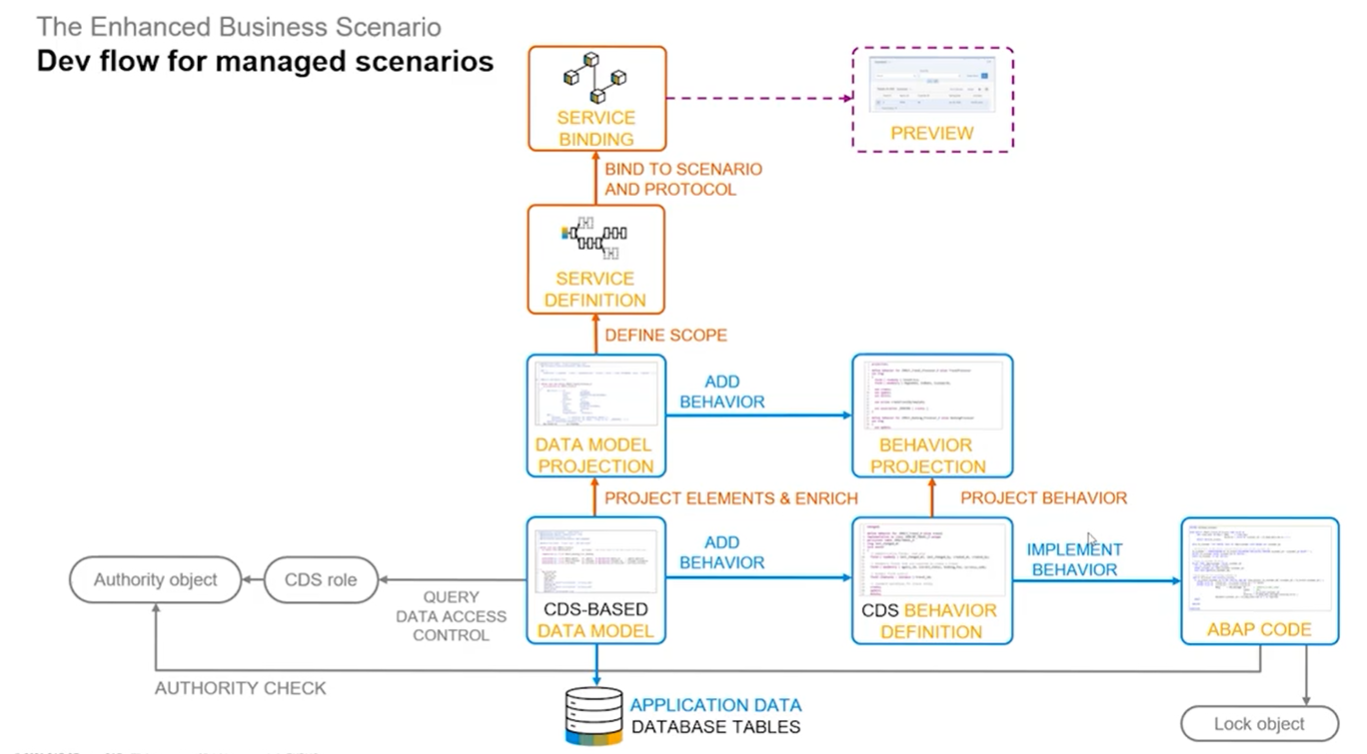 The Enhanced Business Scenario
Dev flow for managed scenarios
SERVICE
BINDING
PREVIEW
BIND TO SCENARIO
AND PROTOCOL
SERVICE
DEFINITION
DEFINE SCOPE
ADD
BEHAVIOR
DATA MODEL
PROJECTION
BEHAVIOR
PROJECTION
PROJECT ELEMENTS & ENRICH
PROJECT BEHAVIOR
ADD
BEHAVIOR
IMPLEMENT
BEHAVIOR
Authority object
CDS role
QUERY
DATA ACCESS
CONTROL
CDS-BASED
DATA MODEL
CDS BEHAVIOR
DEFINITION
ABAP CODE
AUTHORITY CHECK
APPLICATION DATA
DATABASE TABLES
Lock object